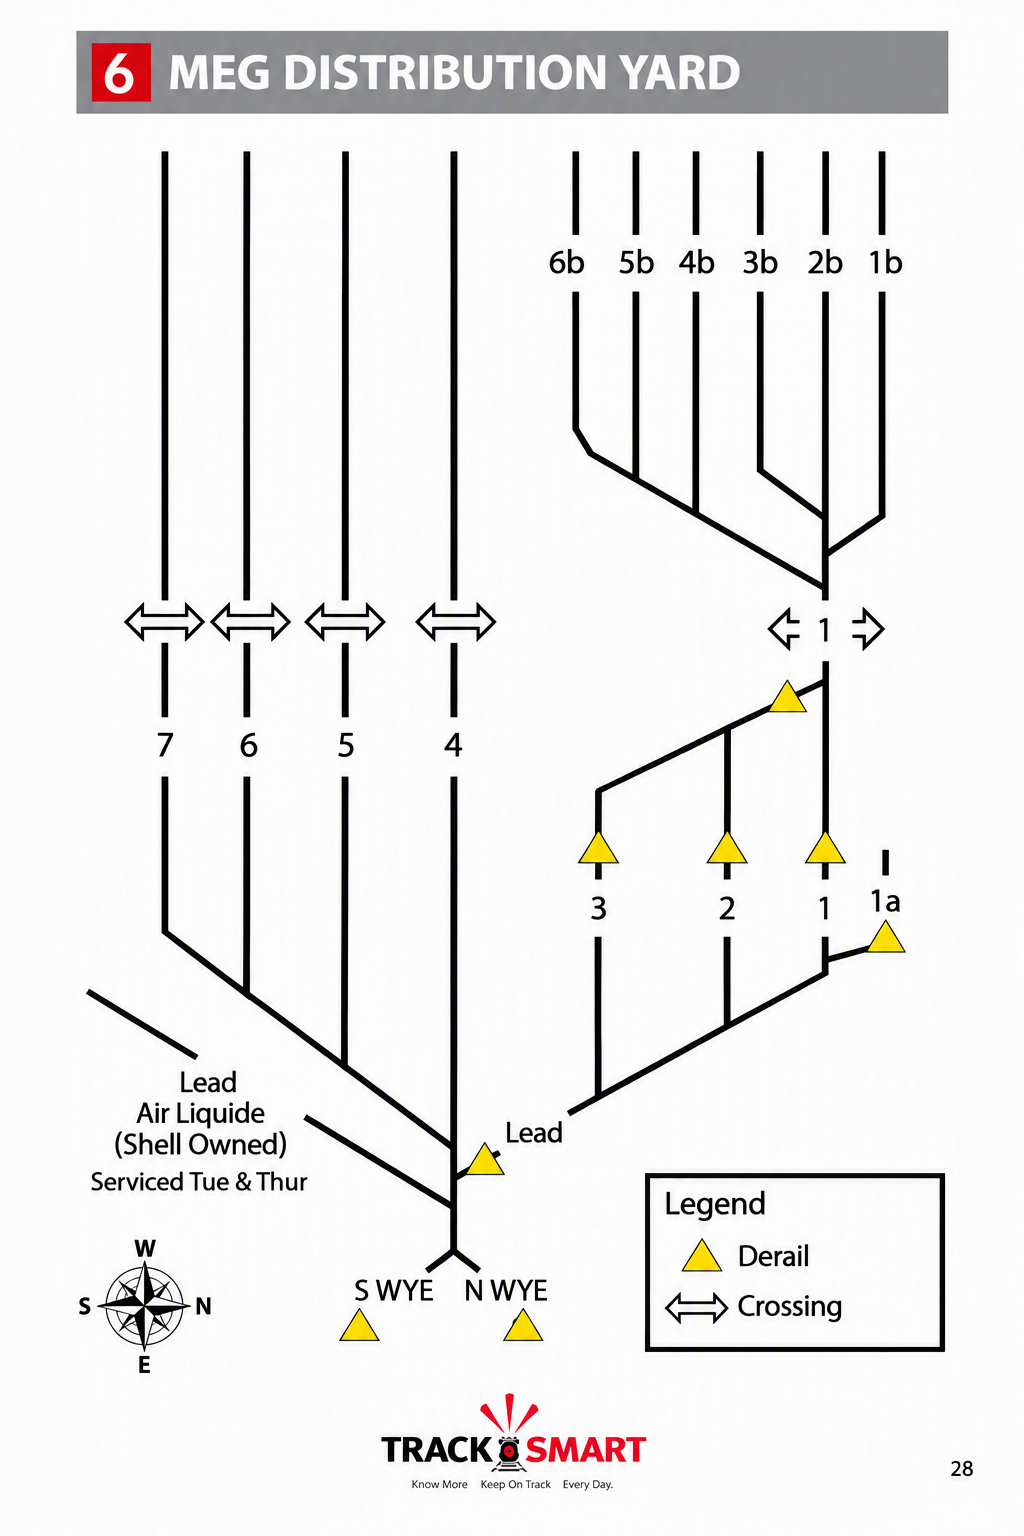 6 MEG DISTRIBUTION YARD
6b 5b 4b 3b 2b 1b
1
7 6 5 4
3 2 1 1a
Lead
Air Liquide
(Shell Owned)
Serviced Tue & Thur
Lead
S WYE N WYE
W
S N
E
Legend
Derail
Crossing
TRACK SMART
Know More Keep On Track Every Day.
28